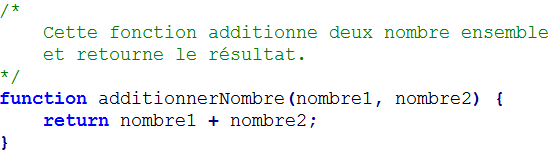 /*
    Cette fonction additionne deux nombre ensemble
    et retourne le résultat.
*/
function additionnerNombre(nombre1, nombre2) {
    return nombre1 + nombre2;
}